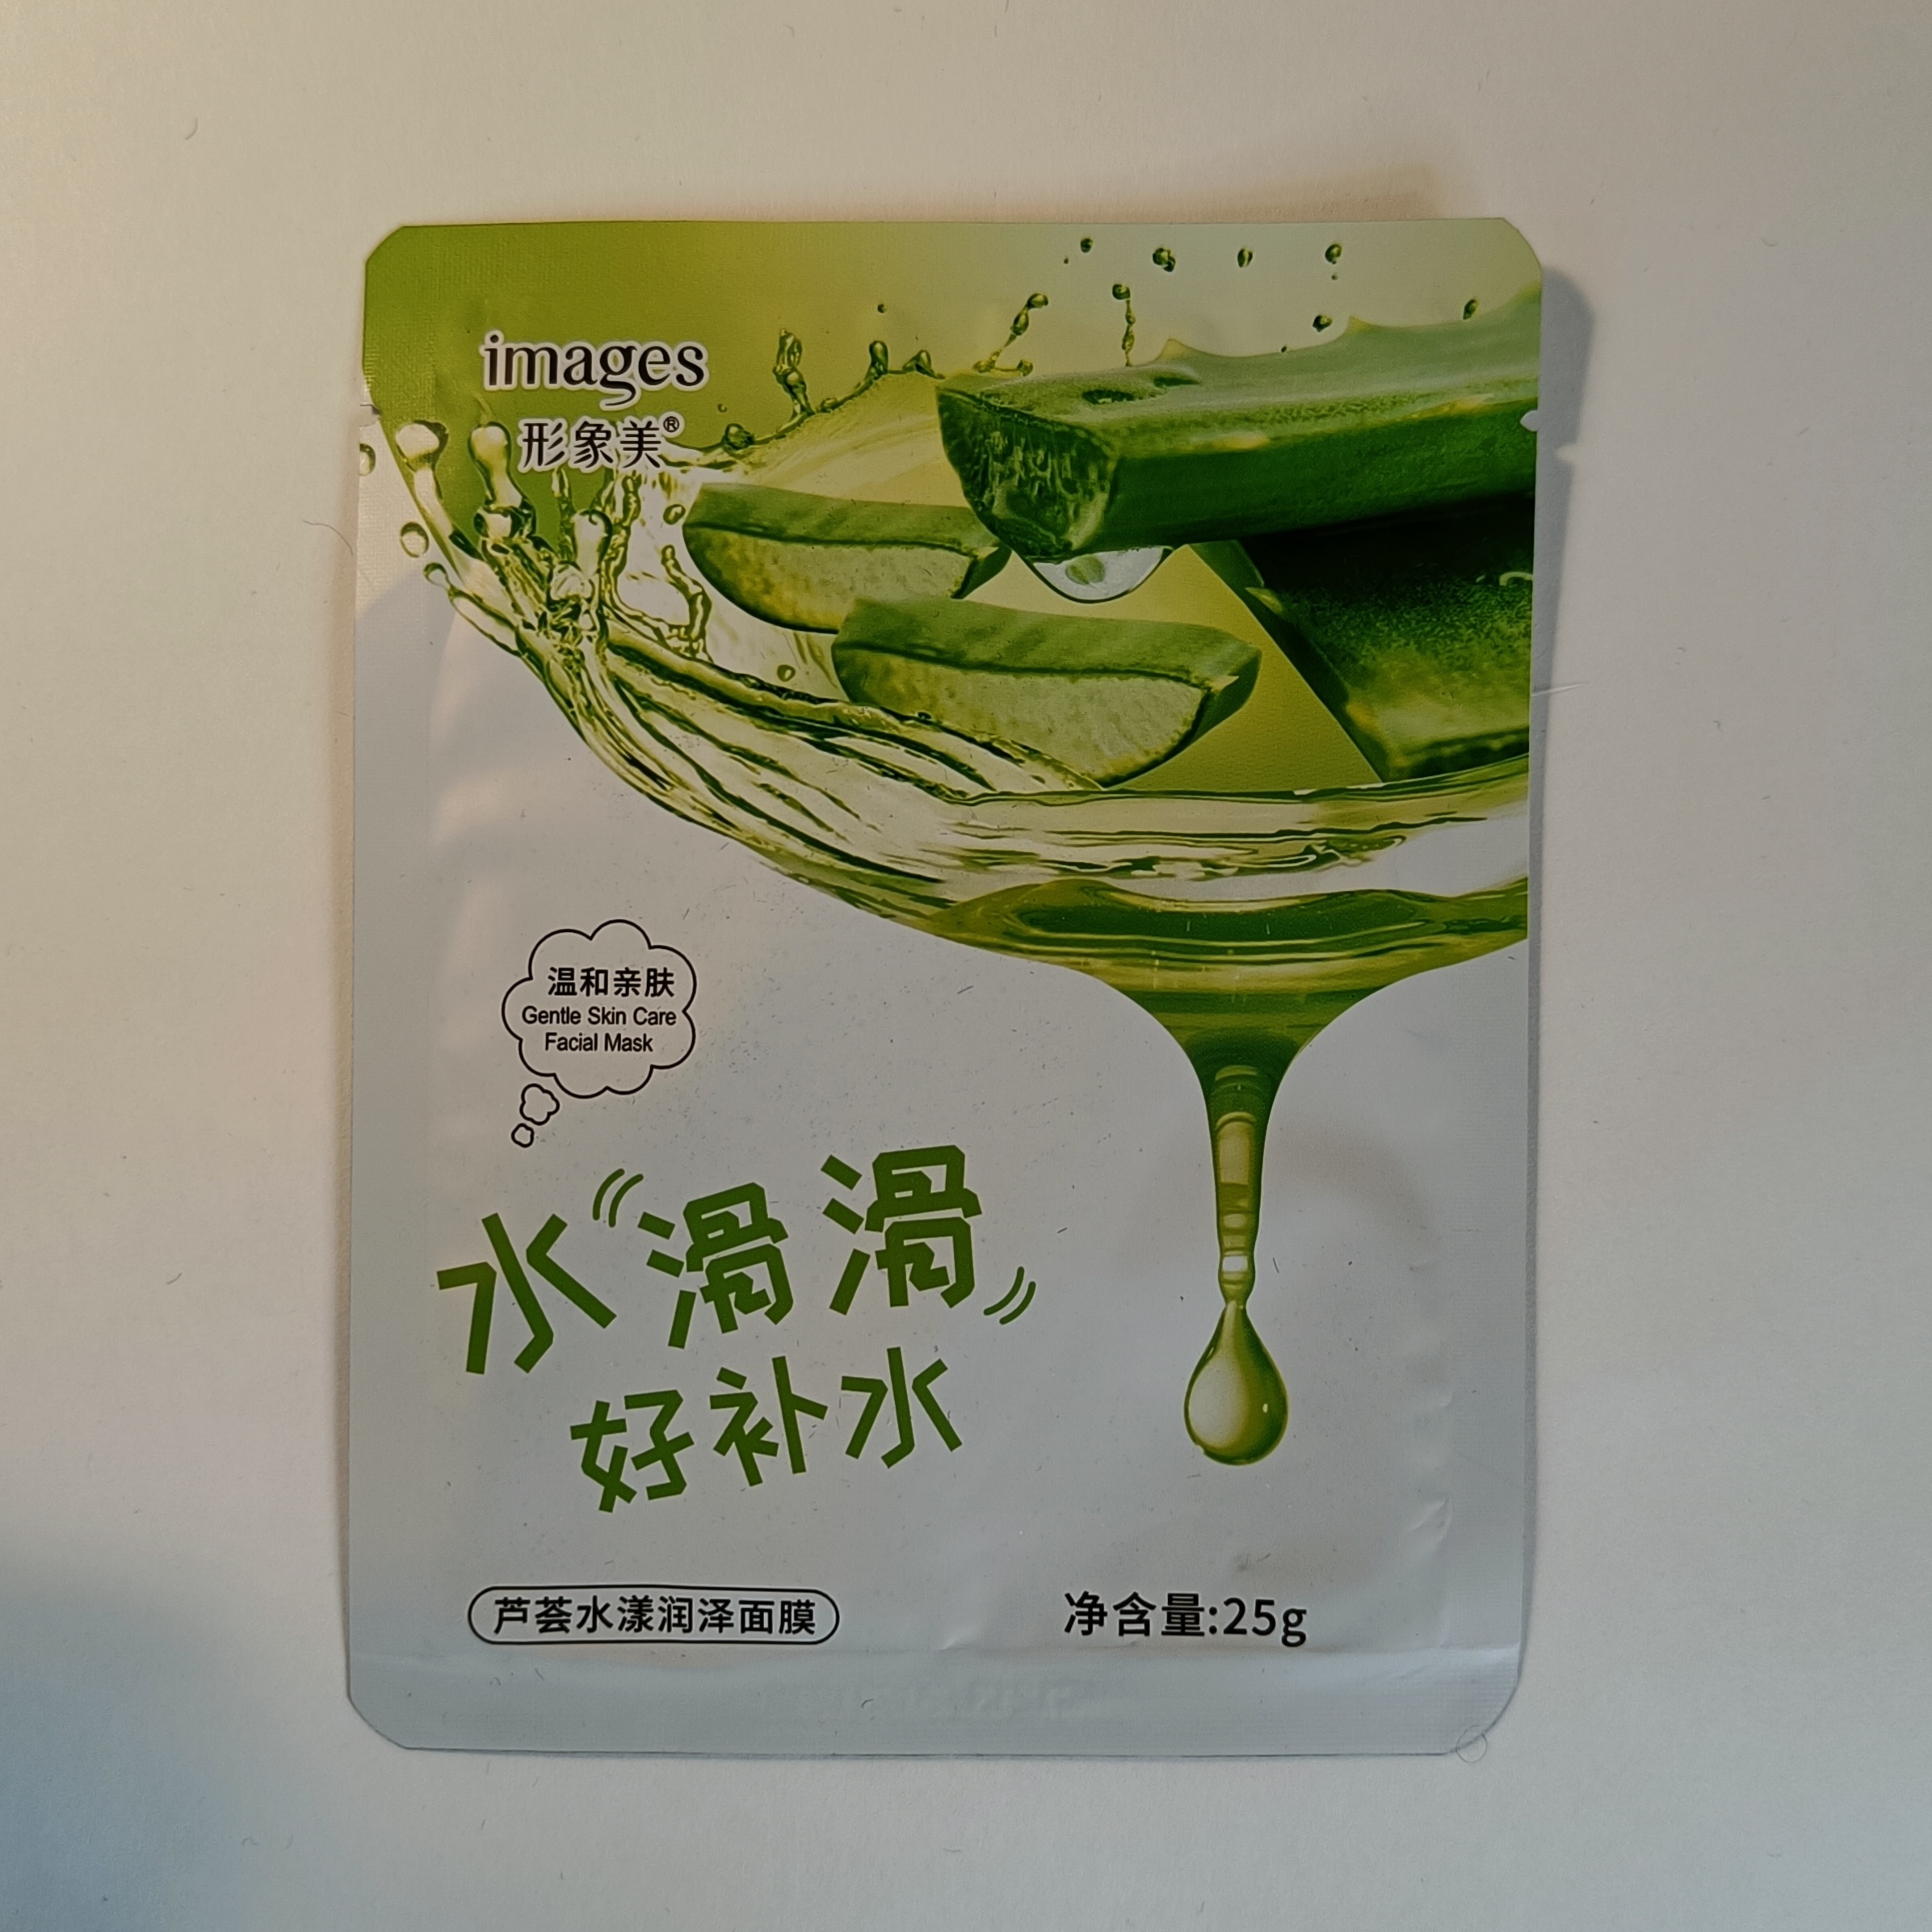 images
形象美®
温和亲肤
Gentle Skin Care
Facial Mask
水滑滑
好补水
芦荟水漾润泽面膜
净含量:25g